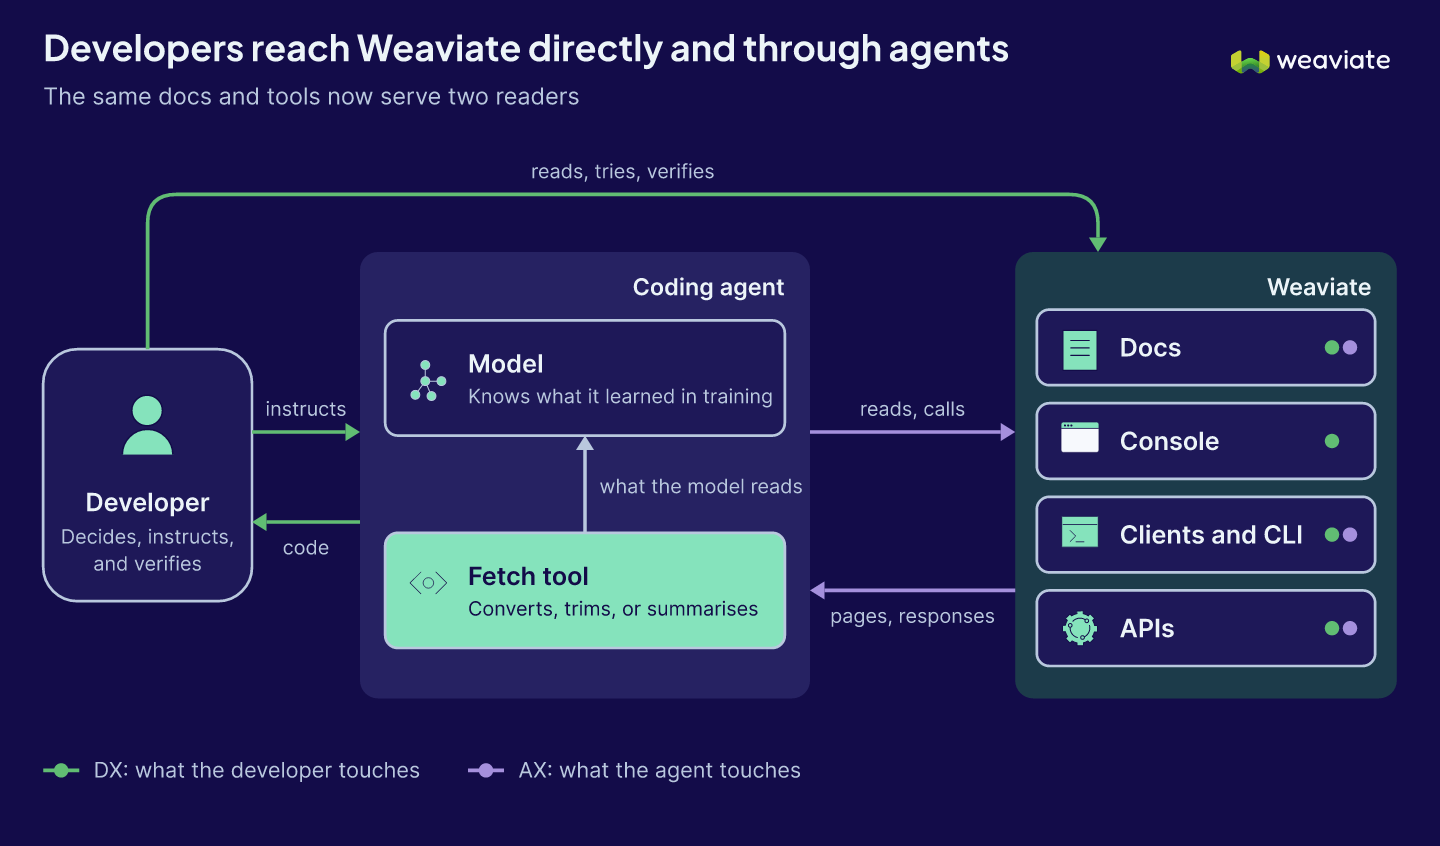 Developers reach Weaviate directly and through agents
The same docs and tools now serve two readers
weaviate
reads, tries, verifies
Coding agent
Model
Knows what it learned in training
what the model reads
Fetch tool
Converts, trims, or summarises
Developer
Decides, instructs,
and verifies
instructs
code
reads, calls
pages, responses
Weaviate
Docs
Console
Clients and CLI
APIs
DX: what the developer touches
AX: what the agent touches